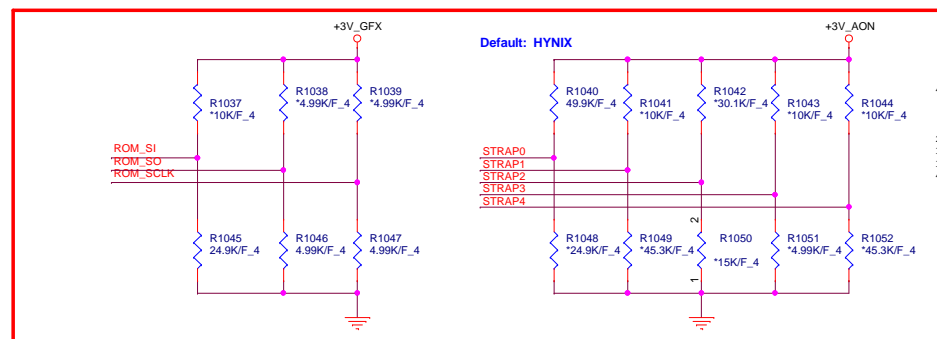 +3V_GFX
+3V_AON
Default: HYNIX
R1037
*10K/F_4
R1038
*4.99K/F_4
R1039
*4.99K/F_4
R1040
49.9K/F_4
R1041
*10K/F_4
R1042
*30.1K/F_4
R1043
*10K/F_4
R1044
*10K/F_4
ROM_SI
ROM_SO
ROM_SCLK
STRAP0
STRAP1
STRAP2
STRAP3
STRAP4
R1045
24.9K/F_4
R1046
4.99K/F_4
R1047
4.99K/F_4
R1048
*24.9K/F_4
R1049
*45.3K/F_4
2
R1050
*15K/F_4
1
R1051
*4.99K/F_4
R1052
*45.3K/F_4